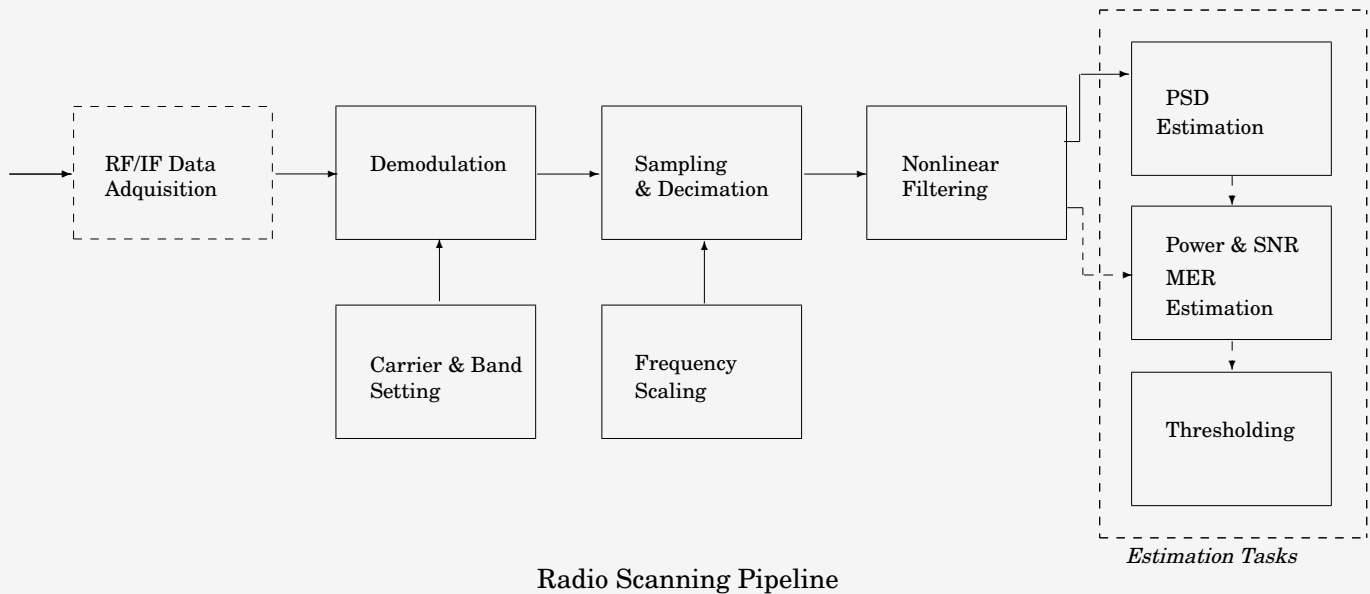 RF/IF Data
Adquisition
Demodulation
Sampling
& Decimation
Nonlinear
Filtering
PSD
Estimation
Power & SNR
MER
Estimation
Carrier & Band
Setting
Frequency
Scaling
Thresholding
Estimation Tasks
Radio Scanning Pipeline